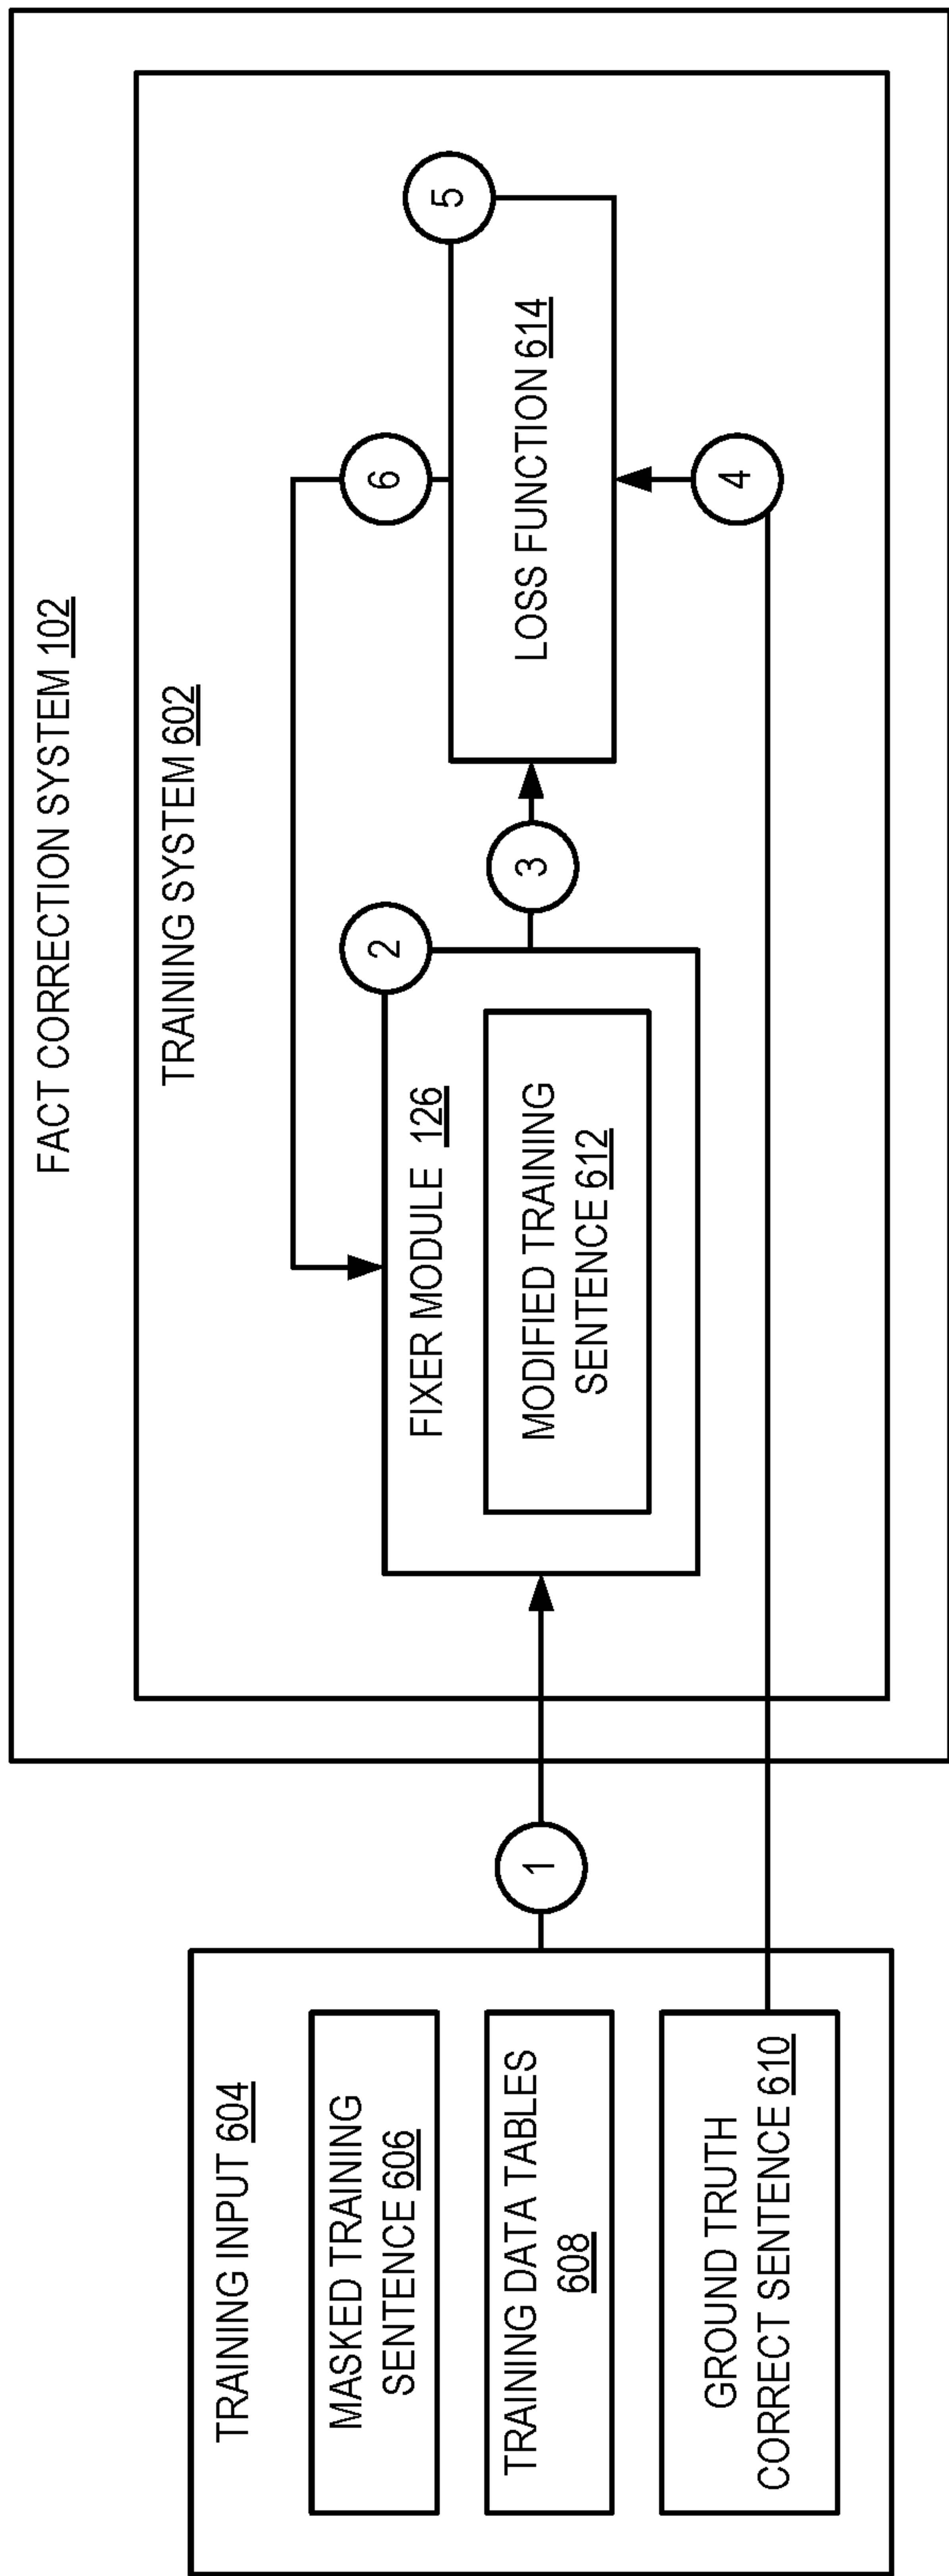 FACT CORRECTION SYSTEM 102
TRAINING SYSTEM 602
TRAINING INPUT 604
MASKED TRAINING
SENTENCE 606
TRAINING DATA TABLES
608
GROUND TRUTH
CORRECT SENTENCE 610
1
FIXER MODULE 126
2
MODIFIED TRAINING
SENTENCE 612
3
LOSS FUNCTION 614
4
5
6